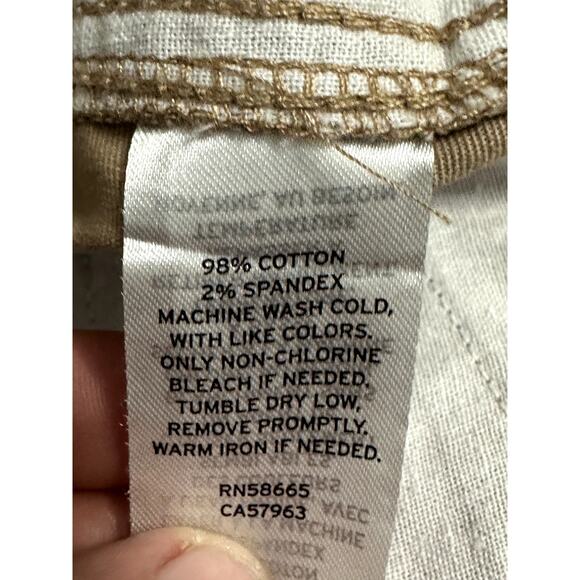 98% COTTON
2% SPANDEX
MACHINE WASH COLD,
WITH LIKE COLORS.
ONLY NON-CHLORINE
BLEACH IF NEEDED.
TUMBLE DRY LOW,
REMOVE PROMPTLY,
WARM IRON IF NEEDED.
RN58665
CA57963